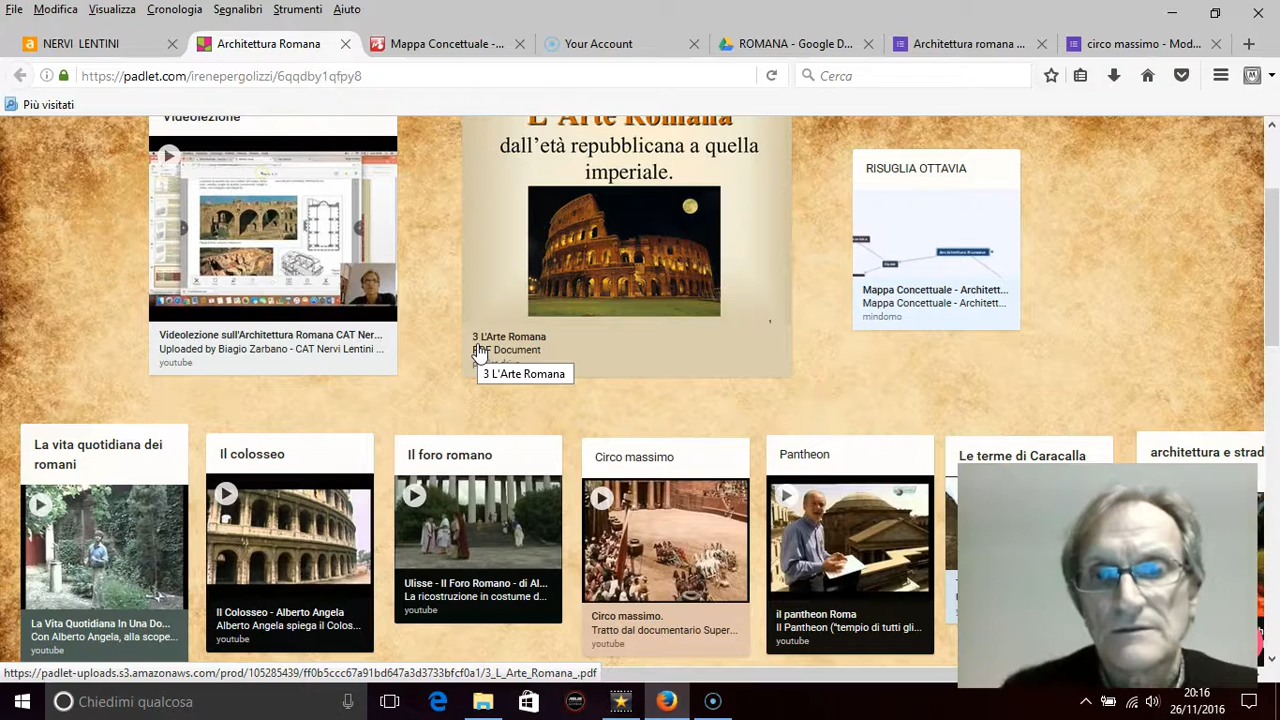 File Modifica Visualizza Cronologia Segnalibri Strumenti Aiuto
NERVI LENTINI
Architettura Romana
Mappa Concettuale - ...
Your Account
ROMANA - Google D...
Architettura romana ...
circo massimo - Mod...
https://padlet.com/irenepergolizzi/6qqdby1qfpy8
Cerca
Più visitati
Videolezione
L'Arte Romana
dall'età repubblicana a quella
imperiale.
RISUGLIA OTTAVIA
Architettura Romana
Mappa Concettuale - Architett...
Mappa Concettuale - Architett...
mindomo
Videolezione sull'Architettura Romana CAT Ner...
Uploaded by Biagio Zarbano - CAT Nervi Lentini ...
youtube
3 L'Arte Romana
PDF Document
3 L'Arte Romana
La vita quotidiana dei
romani
La Vita Quotidiana In Una Do...
Con Alberto Angela, alla scope...
youtube
Il colosseo
Il Colosseo - Alberto Angela
Alberto Angela spiega il Colos...
youtube
Il foro romano
Ulisse - Il Foro Romano - di Al...
La ricostruzione in costume d...
youtube
Circo massimo
Circo massimo.
Tratto dal documentario Super...
youtube
Pantheon
il pantheon Roma
Il Pantheon ("tempio di tutti gli...
youtube
Le terme di Caracalla
architettura e strad
https://padlet-uploads.s3.amazonaws.com/prod/105285439/ff0b5ccc67a91bd647a3d3733bfcf0a1/3_L_Arte_Romana_.pdf
Chiedimi qualcosa
20:16
26/11/2016